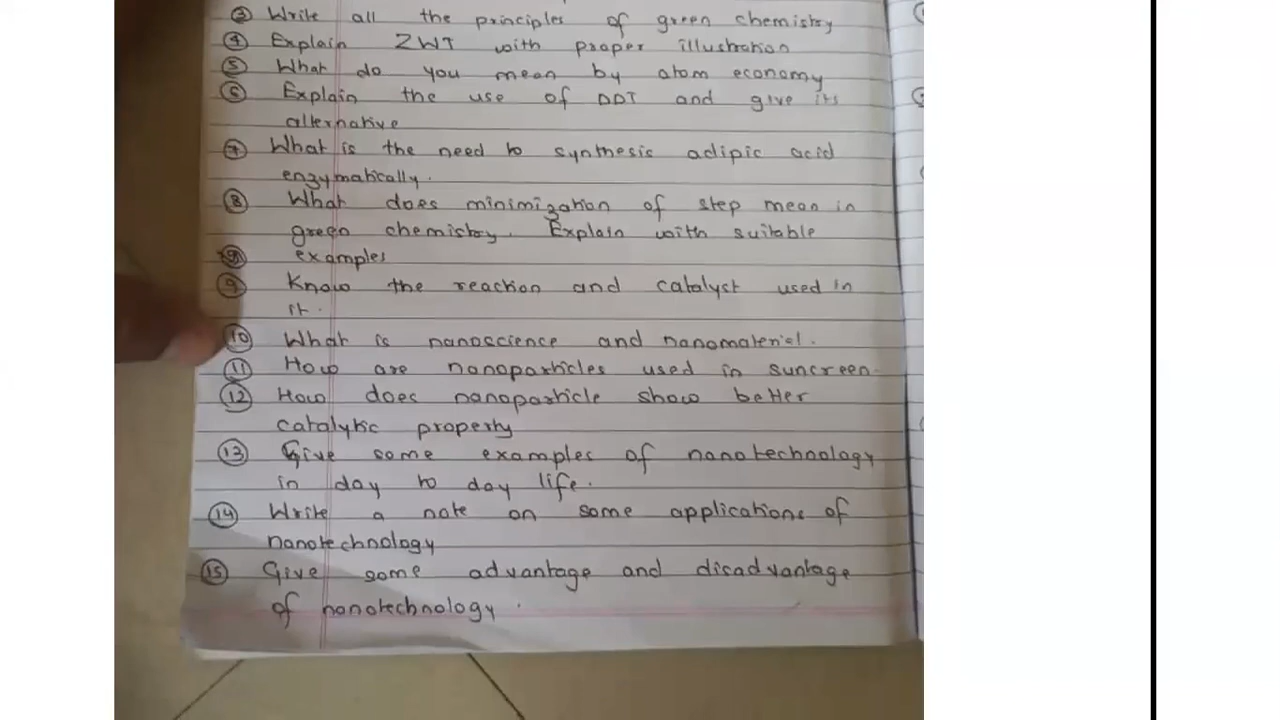 ③ Write all the principles of green chemistry
④ Explain ZWT with proper illustration
⑤ What do you mean by atom economy
⑥ Explain the use of DDT and give its
alternative
⑦ What is the need to synthesis adipic acid
enzymatically.
⑧ What does minimization of step mean in
green chemistry. Explain with suitable
examples
⑨ Know the reaction and catalyst used in
it.
⑩ What is nanoscience and nanomaterial.
⑪ How are nanoparticles used in suncreen.
⑫ How does nanoparticle show better
catalytic property
⑬ Give some examples of nanotechnology
in day to day life.
⑭ Write a note on some applications of
nanotechnology
⑮ Give some advantage and disadvantage
of nanotechnology.